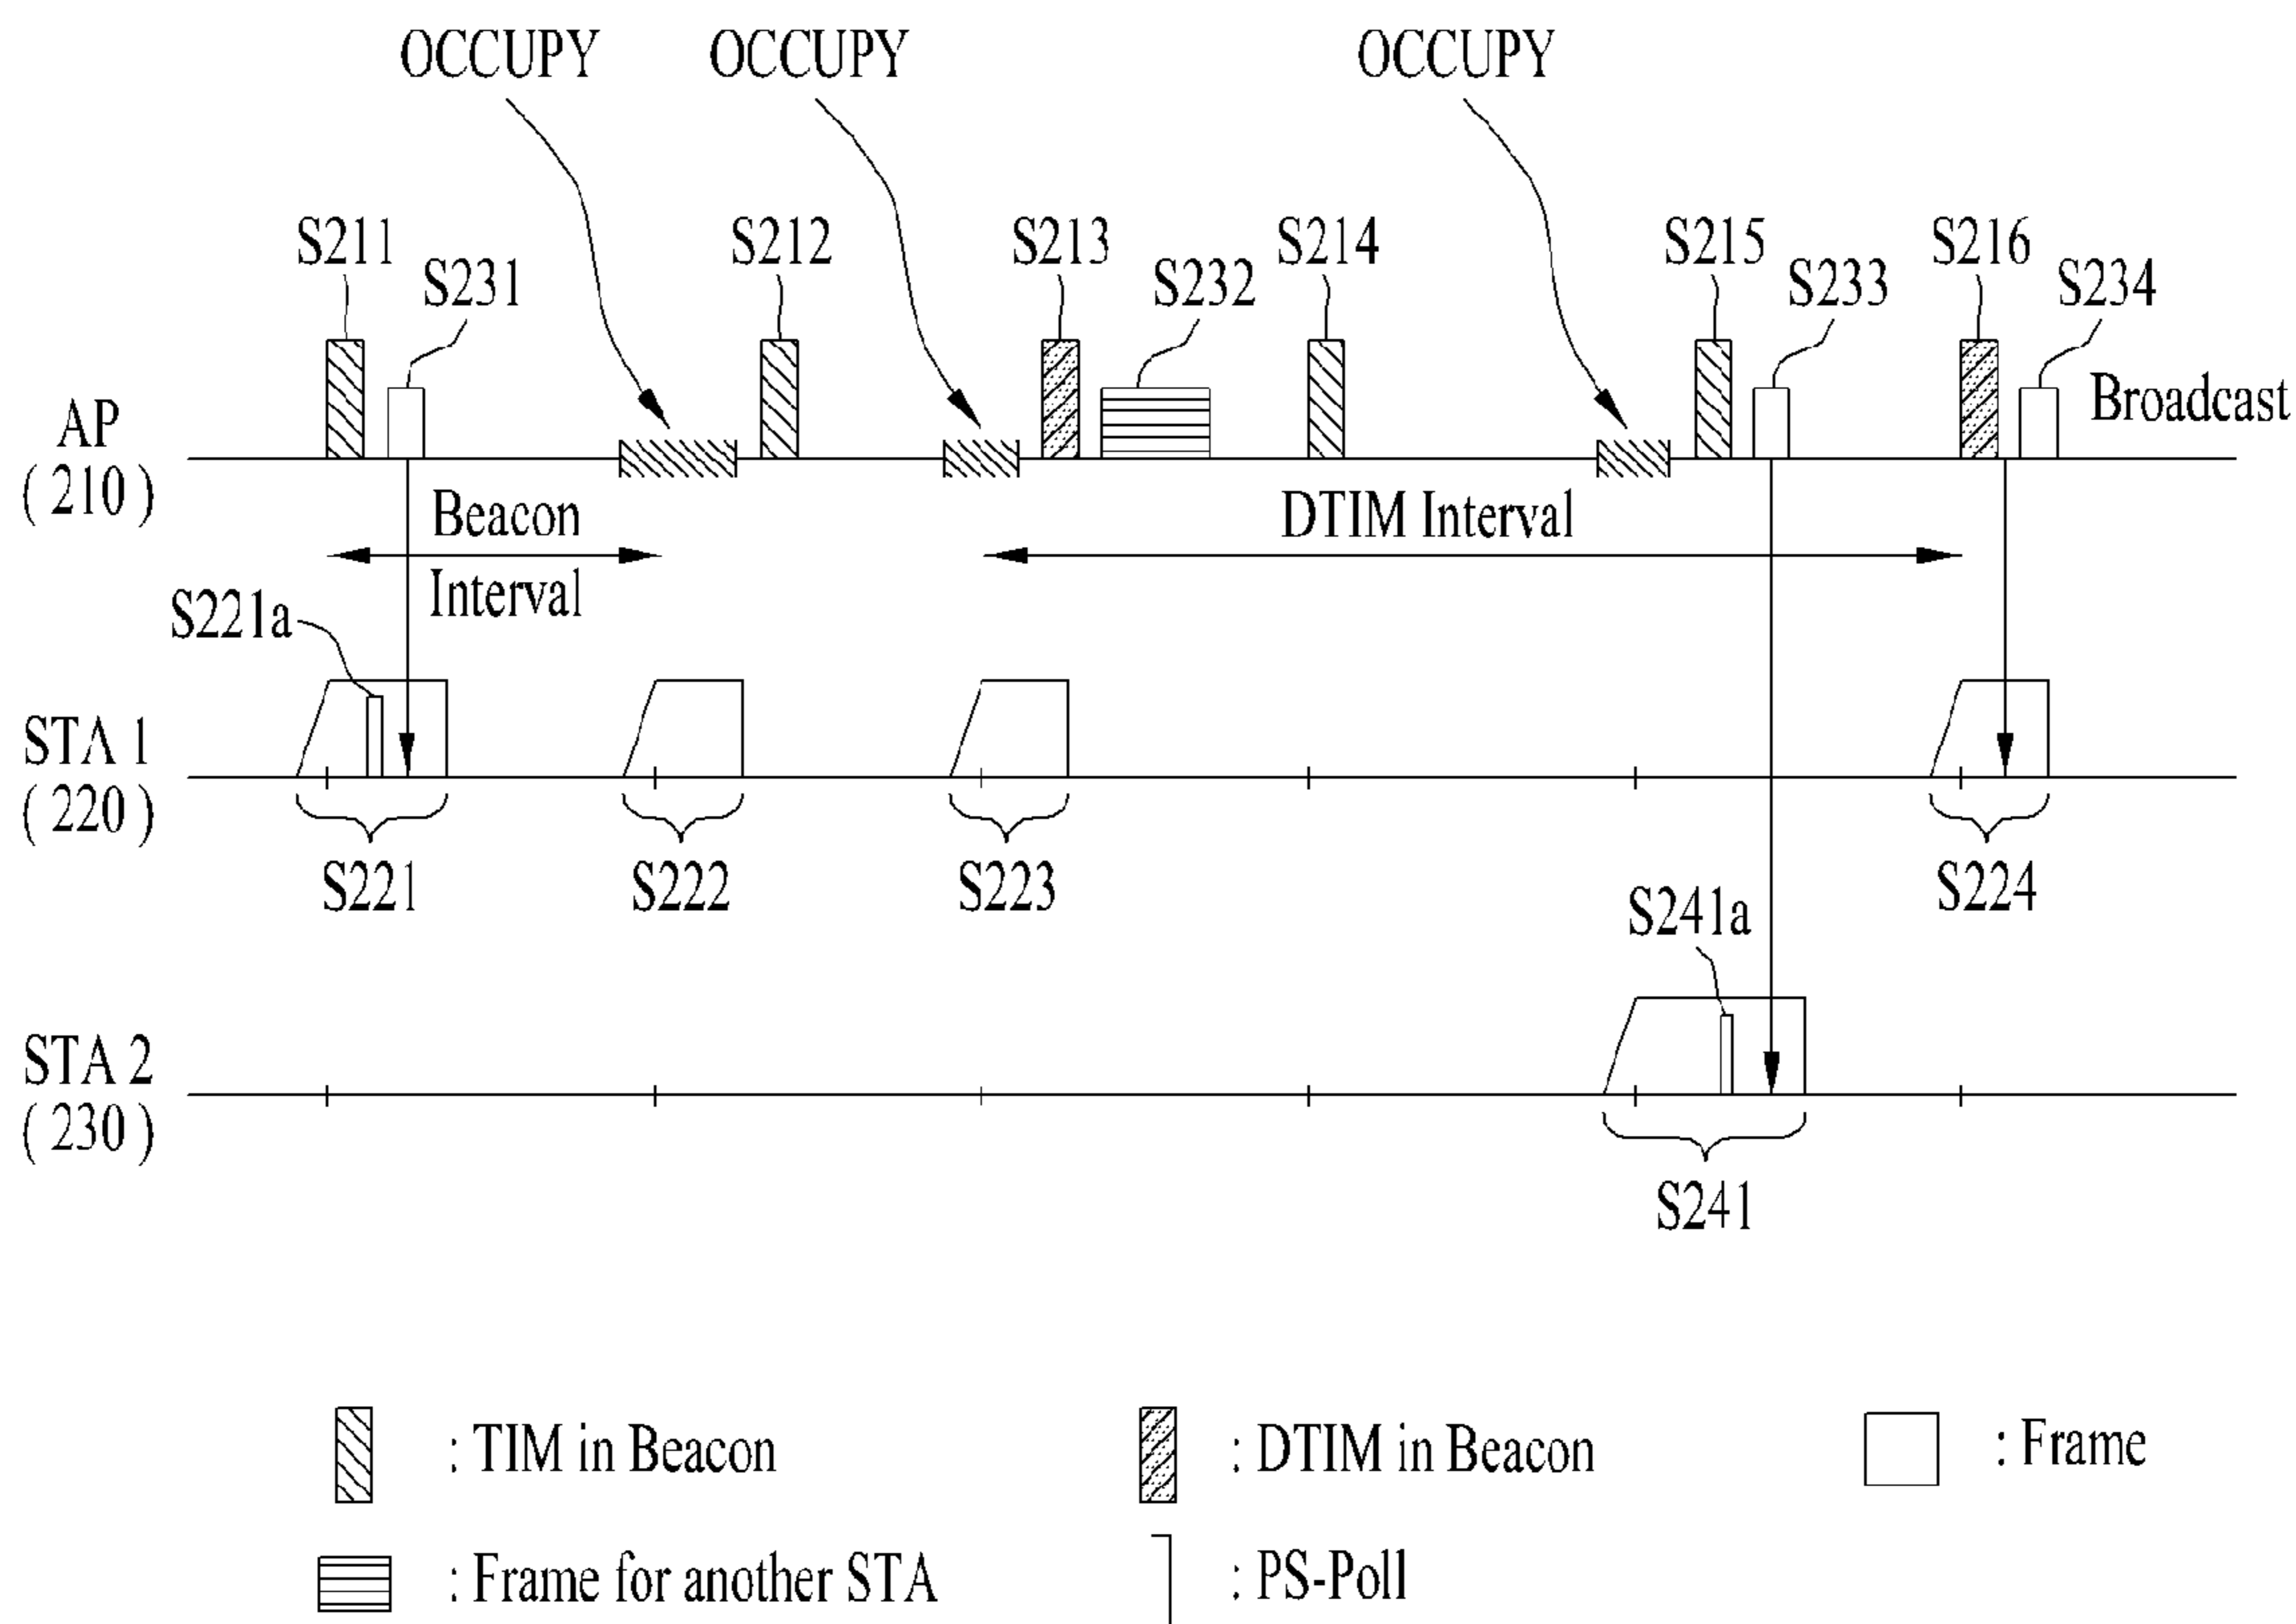 OCCUPY OCCUPY OCCUPY
S211 S212 S213 S214 S215 S216
S231 S232 S233 S234
Broadcast
AP
( 210 )
Beacon
Interval
DTIM Interval
S221a
STA 1
( 220 )
S221 S222 S223 S224
S241a
STA 2
( 230 )
S241
: TIM in Beacon : DTIM in Beacon : Frame
: Frame for another STA : PS-Poll